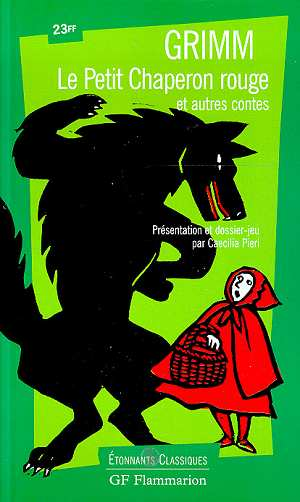 23FF
GRIMM
Le Petit Chaperon rouge
et autres contes
Présentation et dossier-jeu
par Caecilia Pieri
ÉTONNANTS CLASSIQUES
GF Flammarion